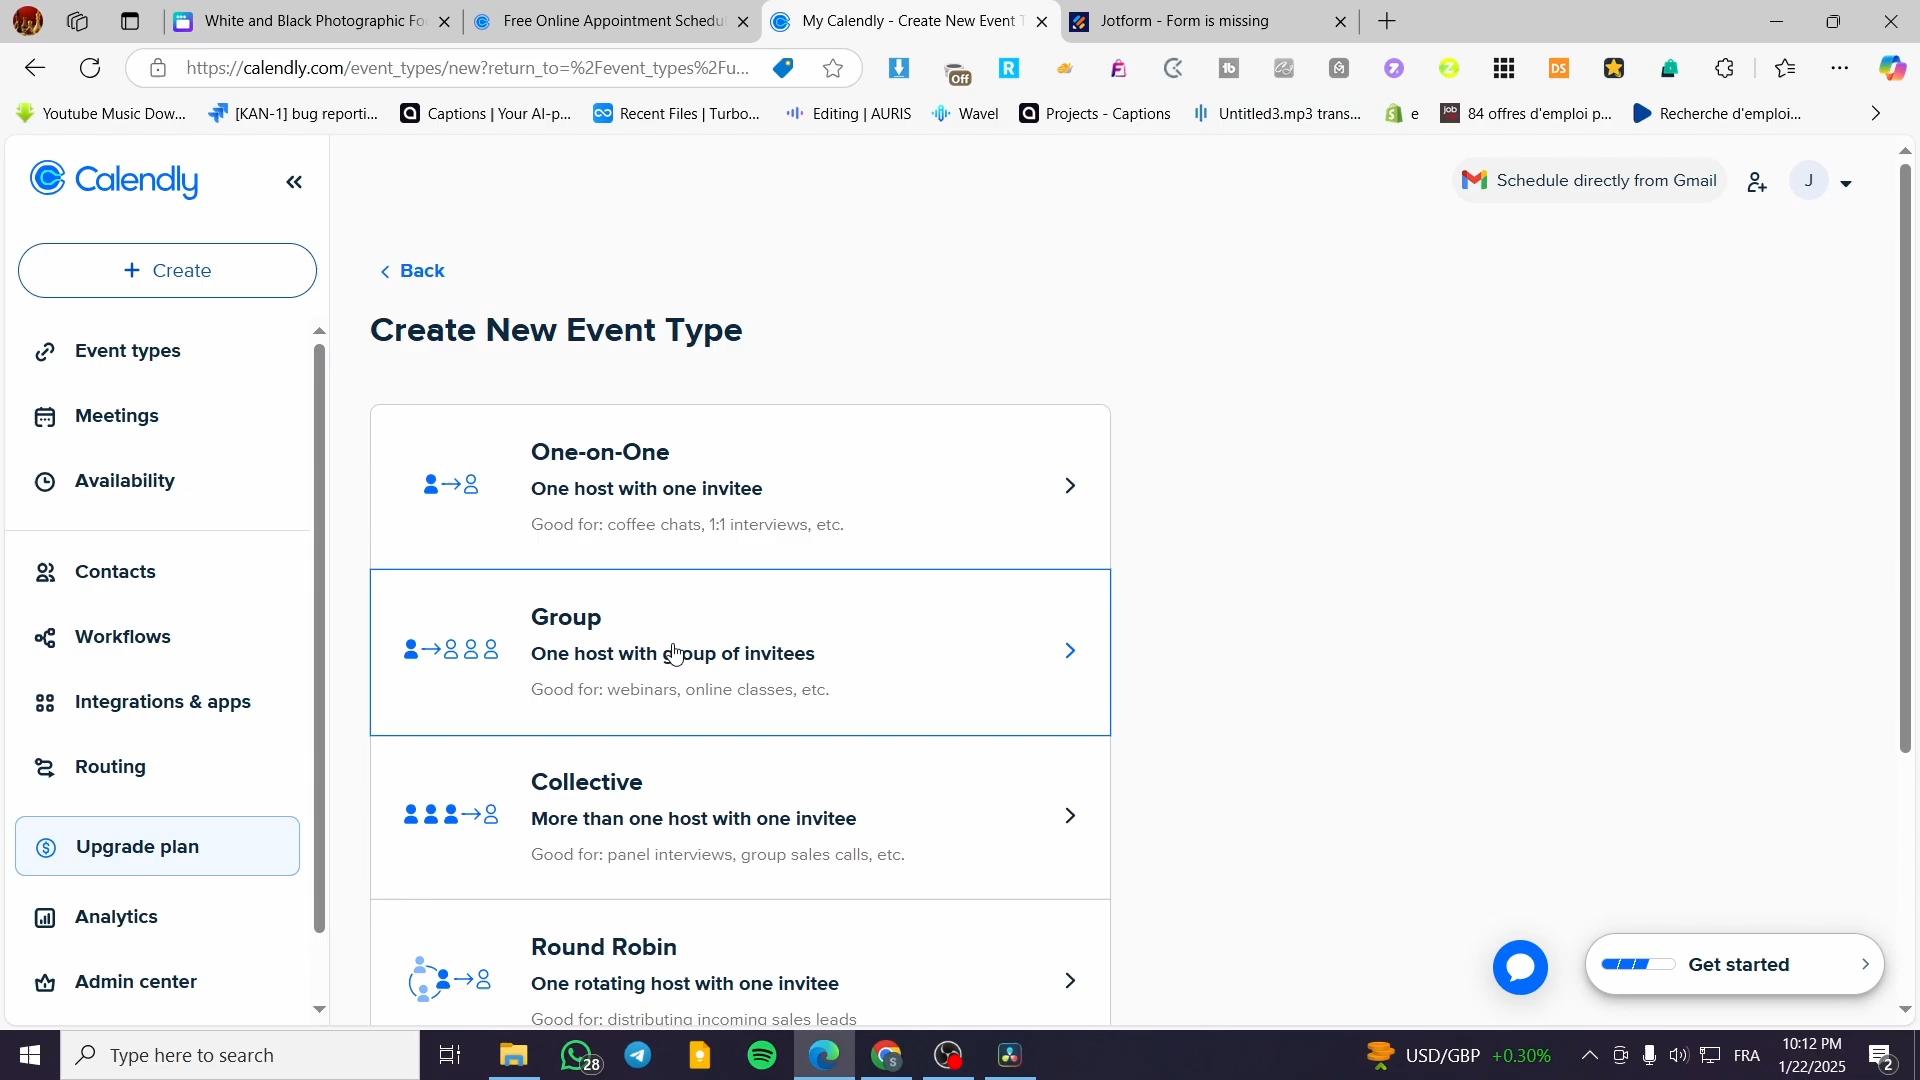 White and Black Photographic Fo
Free Online Appointment Schedul
My Calendly - Create New Event T
Jotform - Form is missing
https://calendly.com/event_types/new?return_to=%2Fevent_types%2Fu...
Off
R
DS
Youtube Music Dow...
[KAN-1] bug reporti...
Captions | Your AI-p...
Recent Files | Turbo...
Editing | AURIS
Wavel
Projects - Captions
Untitled3.mp3 trans...
e
84 offres d'emploi p...
Recherche d'emploi...
Calendly
Schedule directly from Gmail
J
+ Create
Back
Create New Event Type
Event types
Meetings
Availability
Contacts
Workflows
Integrations & apps
Routing
Upgrade plan
Analytics
Admin center
One-on-One
One host with one invitee
Good for: coffee chats, 1:1 interviews, etc.
Group
One host with group of invitees
Good for: webinars, online classes, etc.
Collective
More than one host with one invitee
Good for: panel interviews, group sales calls, etc.
Round Robin
One rotating host with one invitee
Good for: distributing incoming sales leads
Get started
Type here to search
28
USD/GBP +0.30%
FRA
10:12 PM
1/22/2025
2